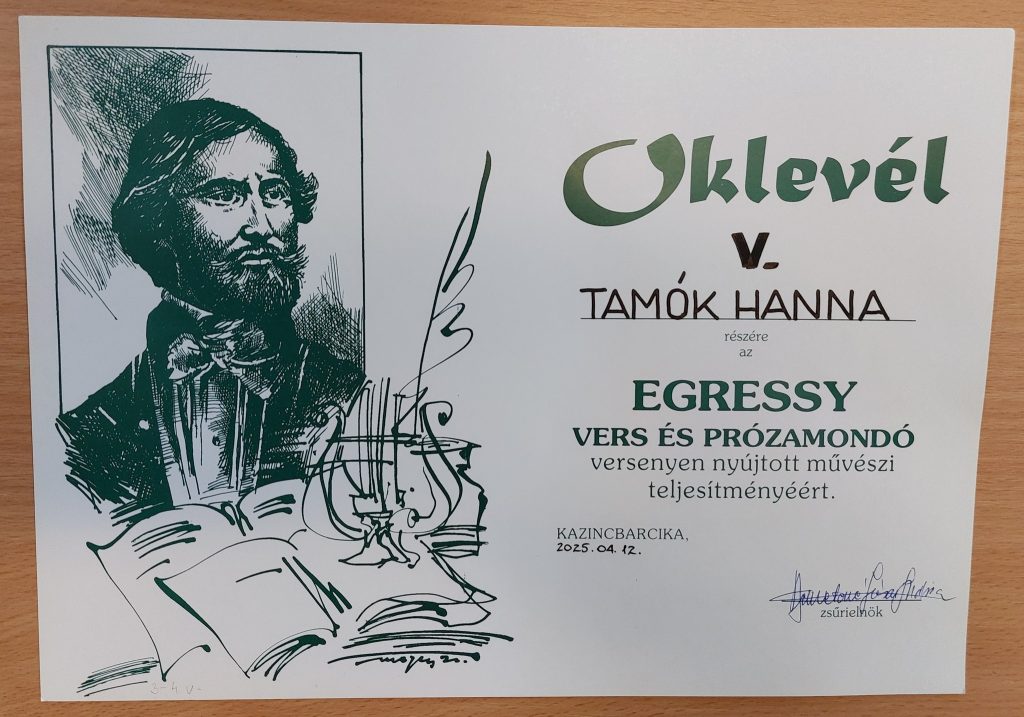 Oklevél
V.
TAMÓK HANNA
részére
az
EGRESSY
VERS ÉS PRÓZAMONDÓ
versenyen nyújtott művészi
teljesítményéért.
KAZINCBARCIKA,
2025.04.12.
zsűrielnök